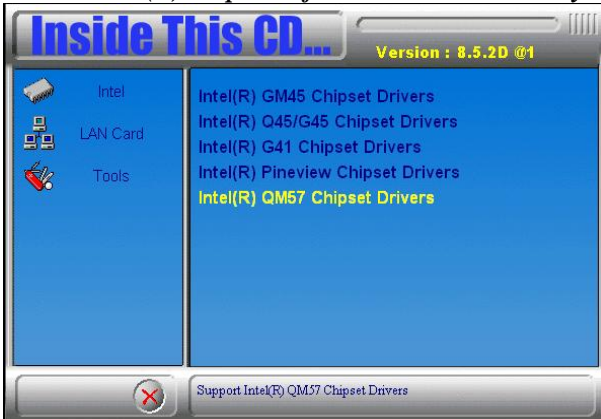 Inside This CD...
Version : 8.5.2D @1
Intel
LAN Card
Tools
Intel(R) GM45 Chipset Drivers
Intel(R) Q45/G45 Chipset Drivers
Intel(R) G41 Chipset Drivers
Intel(R) Pineview Chipset Drivers
Intel(R) QM57 Chipset Drivers
Support Intel(R) QM57 Chipset Drivers